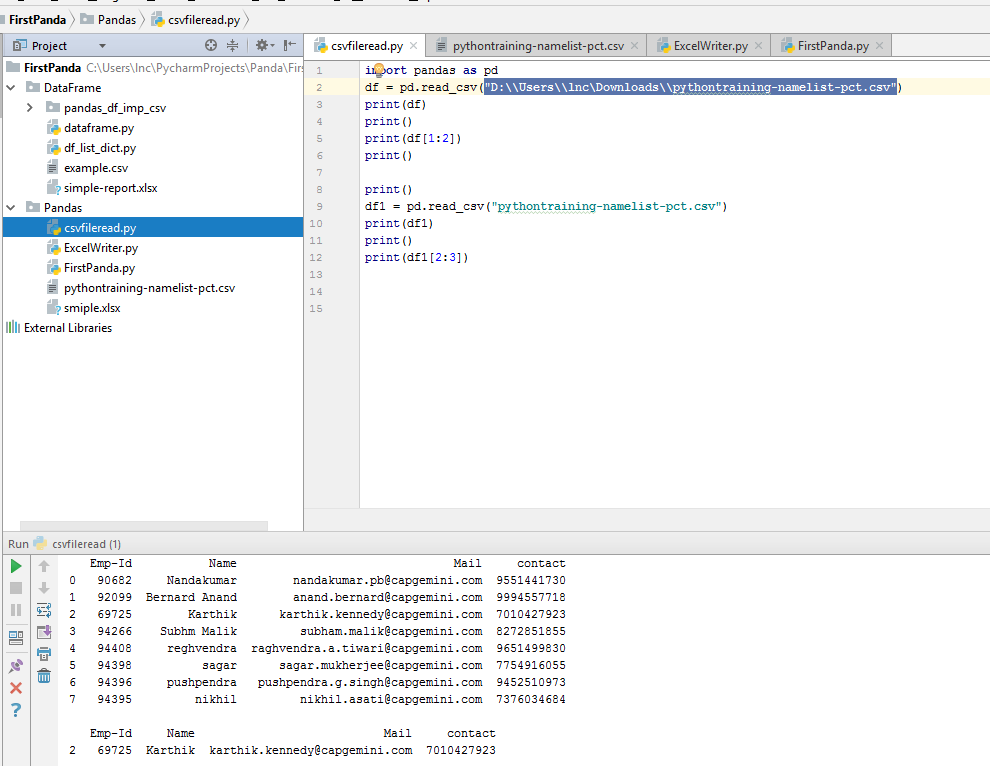 FirstPanda Pandas csvfileread.py
Project
csvfileread.py pythontraining-namelist-pct.csv ExcelWriter.py FirstPanda.py
FirstPanda C:\Users\lnc\PycharmProjects\Panda\Firs
DataFrame
pandas_df_imp_csv
dataframe.py
df_list_dict.py
example.csv
simple-report.xlsx
Pandas
csvfileread.py
ExcelWriter.py
FirstPanda.py
pythontraining-namelist-pct.csv
smiple.xlsx
External Libraries
1 import pandas as pd
2 df = pd.read_csv("D:\\Users\\lnc\Downloads\\pythontraining-namelist-pct.csv")
3 print(df)
4 print()
5 print(df[1:2])
6 print()
7
8 print()
9 df1 = pd.read_csv("pythontraining-namelist-pct.csv")
10 print(df1)
11 print()
12 print(df1[2:3])
13
14
15
Run csvfileread (1)
Emp-Id Name Mail contact
0 90682 Nandakumar nandakumar.pb@capgemini.com 9551441730
1 92099 Bernard Anand anand.bernard@capgemini.com 9994557718
2 69725 Karthik karthik.kennedy@capgemini.com 7010427923
3 94266 Subhm Malik subham.malik@capgemini.com 8272851855
4 94408 reghvendra raghvendra.a.tiwari@capgemini.com 9651499830
5 94398 sagar sagar.mukherjee@capgemini.com 7754916055
6 94396 pushpendra pushpendra.g.singh@capgemini.com 9452510973
7 94395 nikhil nikhil.asati@capgemini.com 7376034684
Emp-Id Name Mail contact
2 69725 Karthik karthik.kennedy@capgemini.com 7010427923